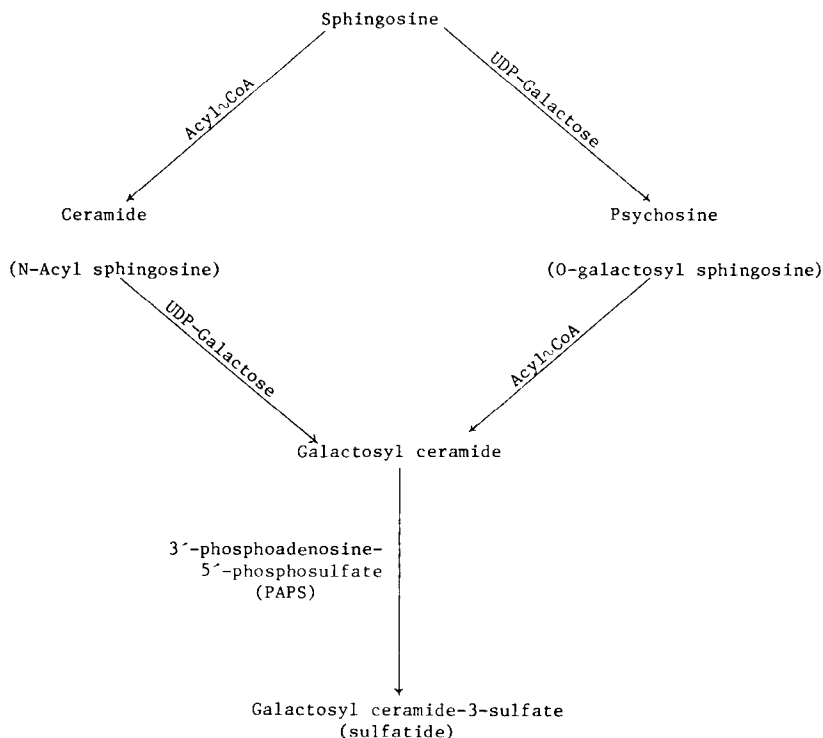 Sphingosine
Acyl~CoA
UDP-Galactose
Ceramide
Psychosine
(N-Acyl sphingosine)
(O-galactosyl sphingosine)
UDP-Galactose
Acyl~CoA
Galactosyl ceramide
3´-phosphoadenosine-
5´-phosphosulfate
(PAPS)
Galactosyl ceramide-3-sulfate
(sulfatide)